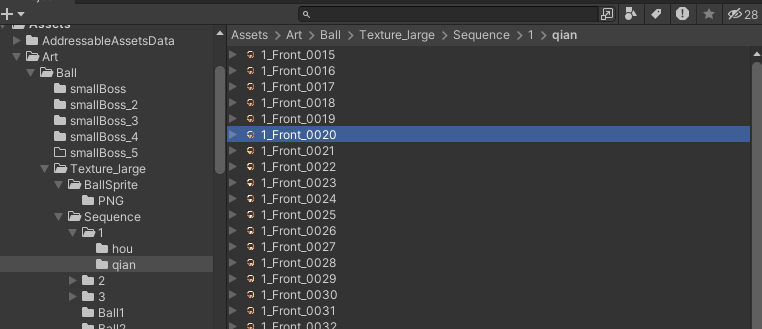 28
Assets
AddressableAssetsData
Art
Ball
smallBoss
smallBoss_2
smallBoss_3
smallBoss_4
smallBoss_5
Texture_large
BallSprite
PNG
Sequence
1
hou
qian
2
3
Ball1
Ball2
Assets > Art > Ball > Texture_large > Sequence > 1 > qian
1_Front_0015
1_Front_0016
1_Front_0017
1_Front_0018
1_Front_0019
1_Front_0020
1_Front_0021
1_Front_0022
1_Front_0023
1_Front_0024
1_Front_0025
1_Front_0026
1_Front_0027
1_Front_0028
1_Front_0029
1_Front_0030
1_Front_0031
1_Front_0032